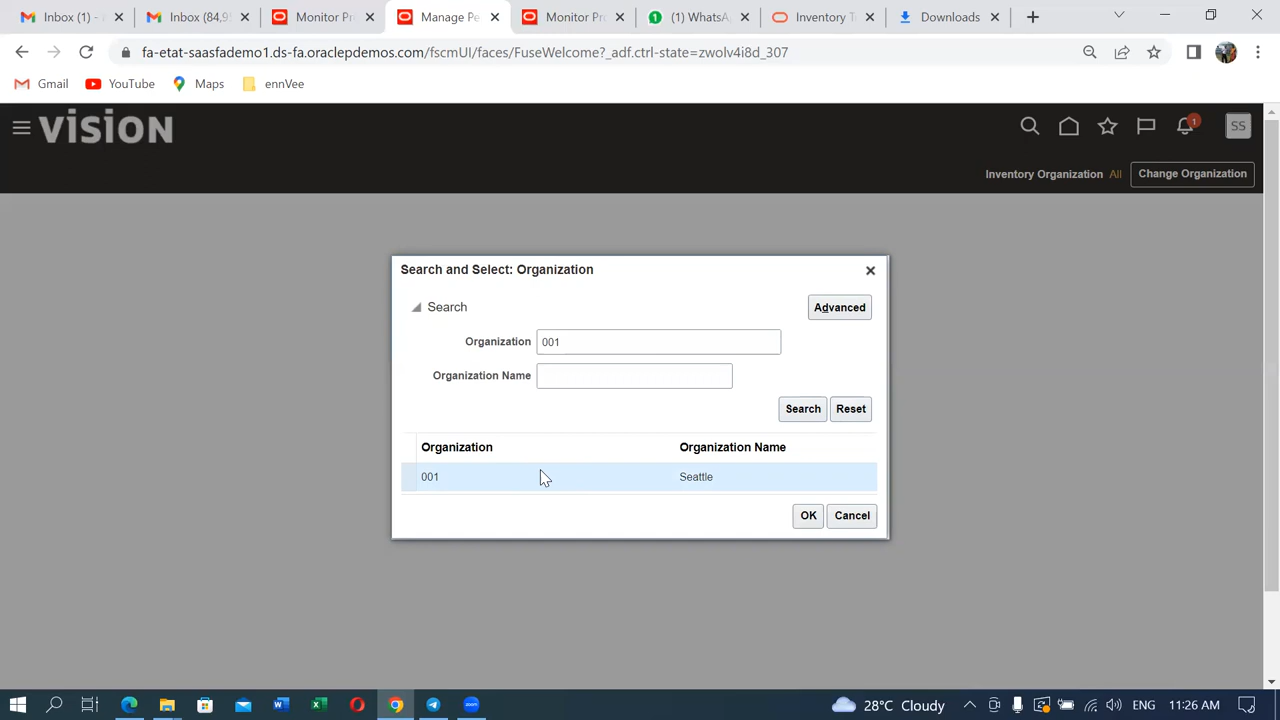 Inbox (1) -
Inbox (84,9
Monitor Pr
Manage Pe
Monitor Pr
(1) WhatsA
Inventory T
Downloads
fa-etat-saasfademo1.ds-fa.oraclepdemos.com/fscmUI/faces/FuseWelcome?_adf.ctrl-state=zwolv4i8d_307
Gmail
YouTube
Maps
ennVee
VISION
1
SS
Inventory Organization All
Change Organization
Search and Select: Organization
Search
Advanced
Organization 001
Organization Name
Search
Reset
Organization
Organization Name
001
Seattle
OK
Cancel
28°C Cloudy
ENG
11:26 AM